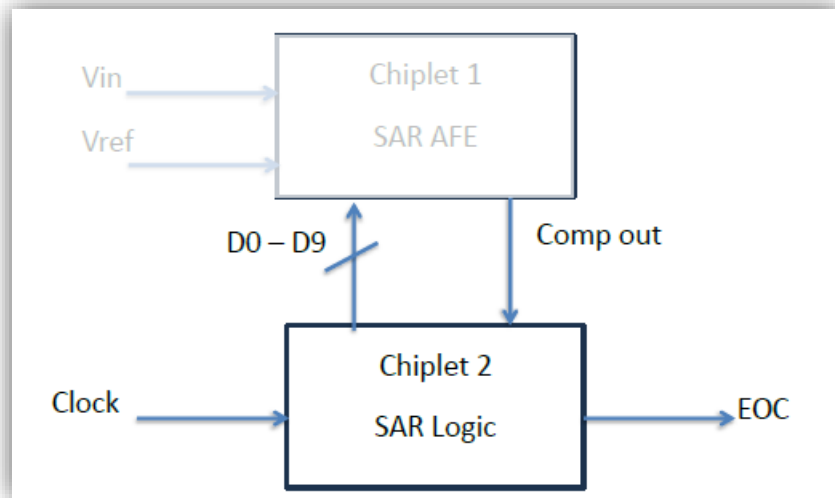 Vin
Chiplet 1
Vref
SAR AFE
D0 – D9
Comp out
Chiplet 2
Clock
SAR Logic
EOC